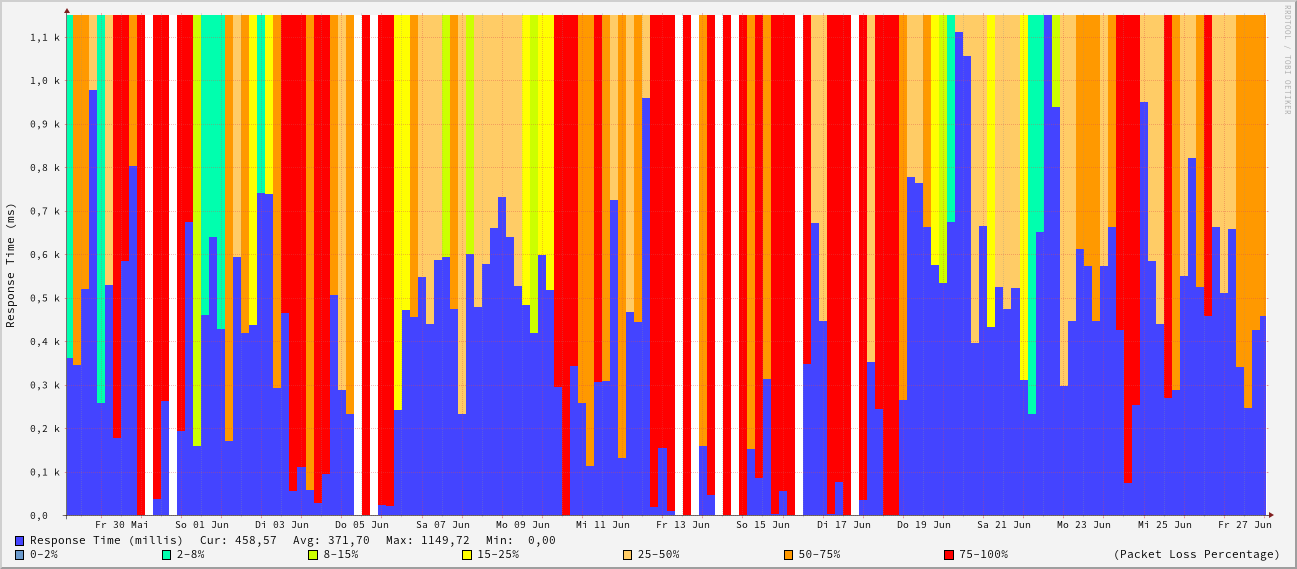 RRDTOOL / TOBI OETIKER
Response Time (ms)
1,1 k
1,0 k
0,9 k
0,8 k
0,7 k
0,6 k
0,5 k
0,4 k
0,3 k
0,2 k
0,1 k
0,0
Fr 30 Mai So 01 Jun Di 03 Jun Do 05 Jun Sa 07 Jun Mo 09 Jun Mi 11 Jun Fr 13 Jun So 15 Jun Di 17 Jun Do 19 Jun Sa 21 Jun Mo 23 Jun Mi 25 Jun Fr 27 Jun
Response Time (millis) Cur: 458,57 Avg: 371,70 Max: 1149,72 Min: 0,00
0-2% 2-8% 8-15% 15-25% 25-50% 50-75% 75-100% (Packet Loss Percentage)